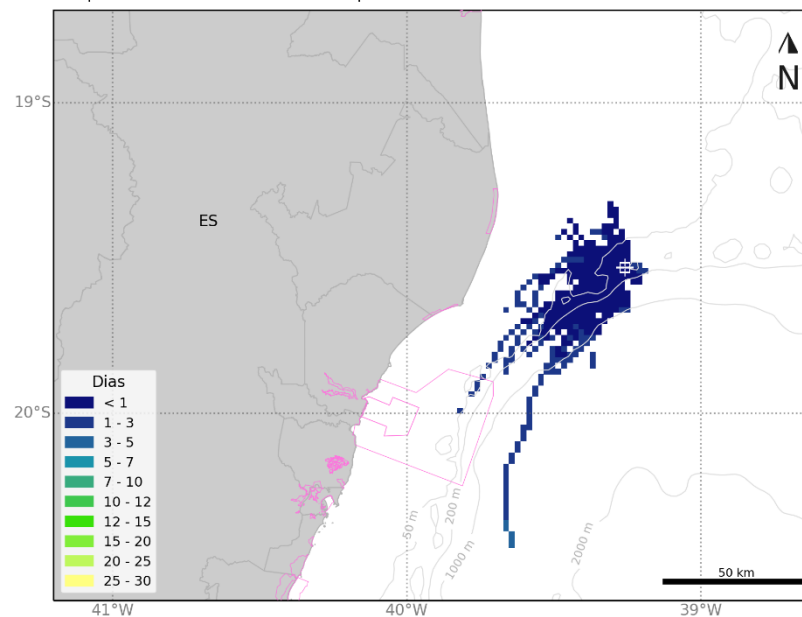 N
19°S
ES
20°S
Dias
< 1
1 - 3
3 - 5
5 - 7
7 - 10
10 - 12
12 - 15
15 - 20
20 - 25
25 - 30
50 m
200 m
1000 m
2000 m
50 km
41°W
40°W
39°W